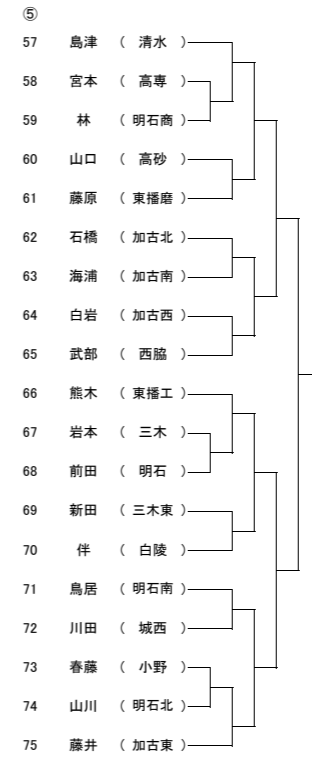 ⑤
57 島津 ( 清水 )
58 宮本 ( 高専 )
59 林 ( 明石商 )
60 山口 ( 高砂 )
61 藤原 ( 東播磨 )
62 石橋 ( 加古北 )
63 海浦 ( 加古南 )
64 白岩 ( 加古西 )
65 武部 ( 西脇 )
66 熊木 ( 東播工 )
67 岩本 ( 三木 )
68 前田 ( 明石 )
69 新田 ( 三木東 )
70 伴 ( 白陵 )
71 鳥居 ( 明石南 )
72 川田 ( 城西 )
73 春藤 ( 小野 )
74 山川 ( 明石北 )
75 藤井 ( 加古東 )